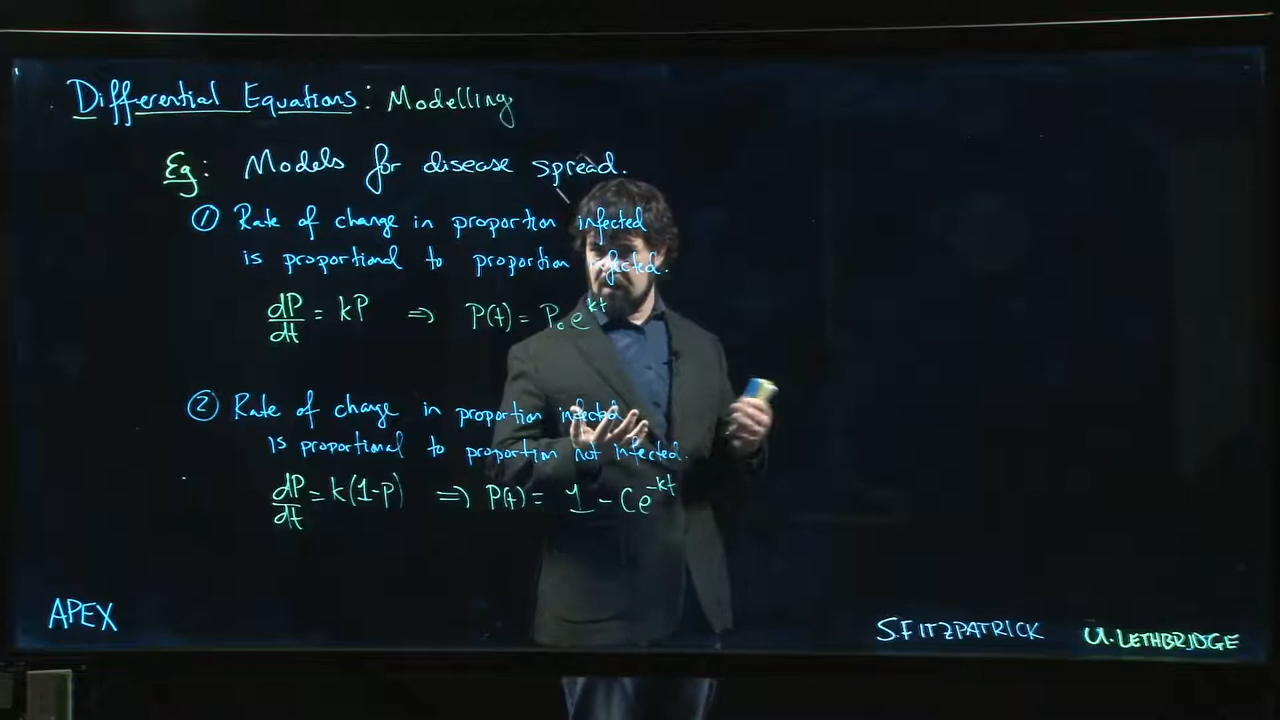 Differential Equations: Modelling
Eg: Models for disease spread.
① Rate of change in proportion infected
is proportional to proportion infected.
dP/dt = kP ⇒ P(t) = P₀e^kt
② Rate of change in proportion infected
is proportional to proportion not infected.
dP/dt = k(1-P) ⇒ P(t) = 1 - Ce^-kt
APEX
S.FITZPATRICK
U.LETHBRIDGE